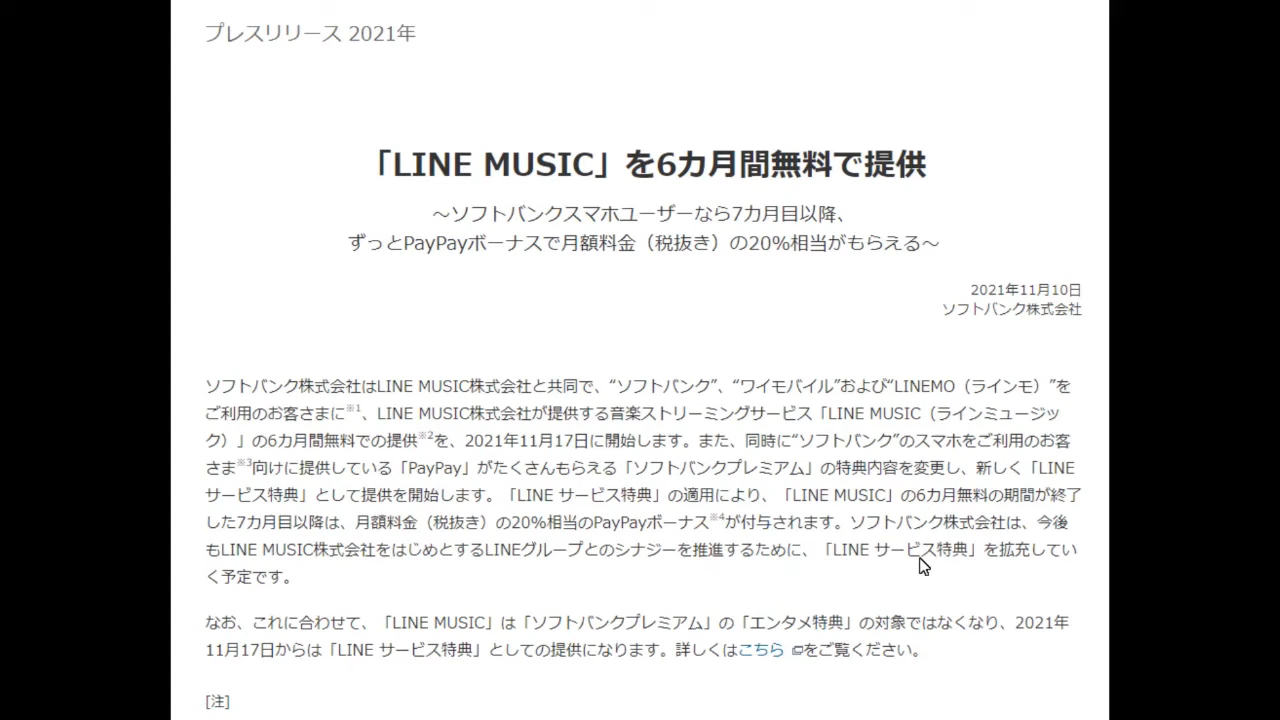 プレスリリース 2021年
「LINE MUSIC」を6カ月間無料で提供
～ソフトバンクスマホユーザーなら7カ月目以降、
ずっとPayPayボーナスで月額料金（税抜き）の20%相当がもらえる～
2021年11月10日
ソフトバンク株式会社
ソフトバンク株式会社はLINE MUSIC株式会社と共同で、“ソフトバンク”、“ワイモバイル”および“LINEMO（ラインモ）”を
ご利用のお客さまに※1、LINE MUSIC株式会社が提供する音楽ストリーミングサービス「LINE MUSIC（ラインミュージッ
ク）」の6カ月間無料での提供※2を、2021年11月17日に開始します。また、同時に“ソフトバンク”のスマホをご利用のお客
さま※3向けに提供している「PayPay」がたくさんもらえる「ソフトバンクプレミアム」の特典内容を変更し、新しく「LINE
サービス特典」として提供を開始します。「LINE サービス特典」の適用により、「LINE MUSIC」の6カ月無料の期間が終了
した7カ月目以降は、月額料金（税抜き）の20%相当のPayPayボーナス※4が付与されます。ソフトバンク株式会社は、今後
もLINE MUSIC株式会社をはじめとするLINEグループとのシナジーを推進するために、「LINE サービス特典」を拡充してい
く予定です。
なお、これに合わせて、「LINE MUSIC」は「ソフトバンクプレミアム」の「エンタメ特典」の対象ではなくなり、2021年
11月17日からは「LINE サービス特典」としての提供になります。詳しくはこちら をご覧ください。
[注]